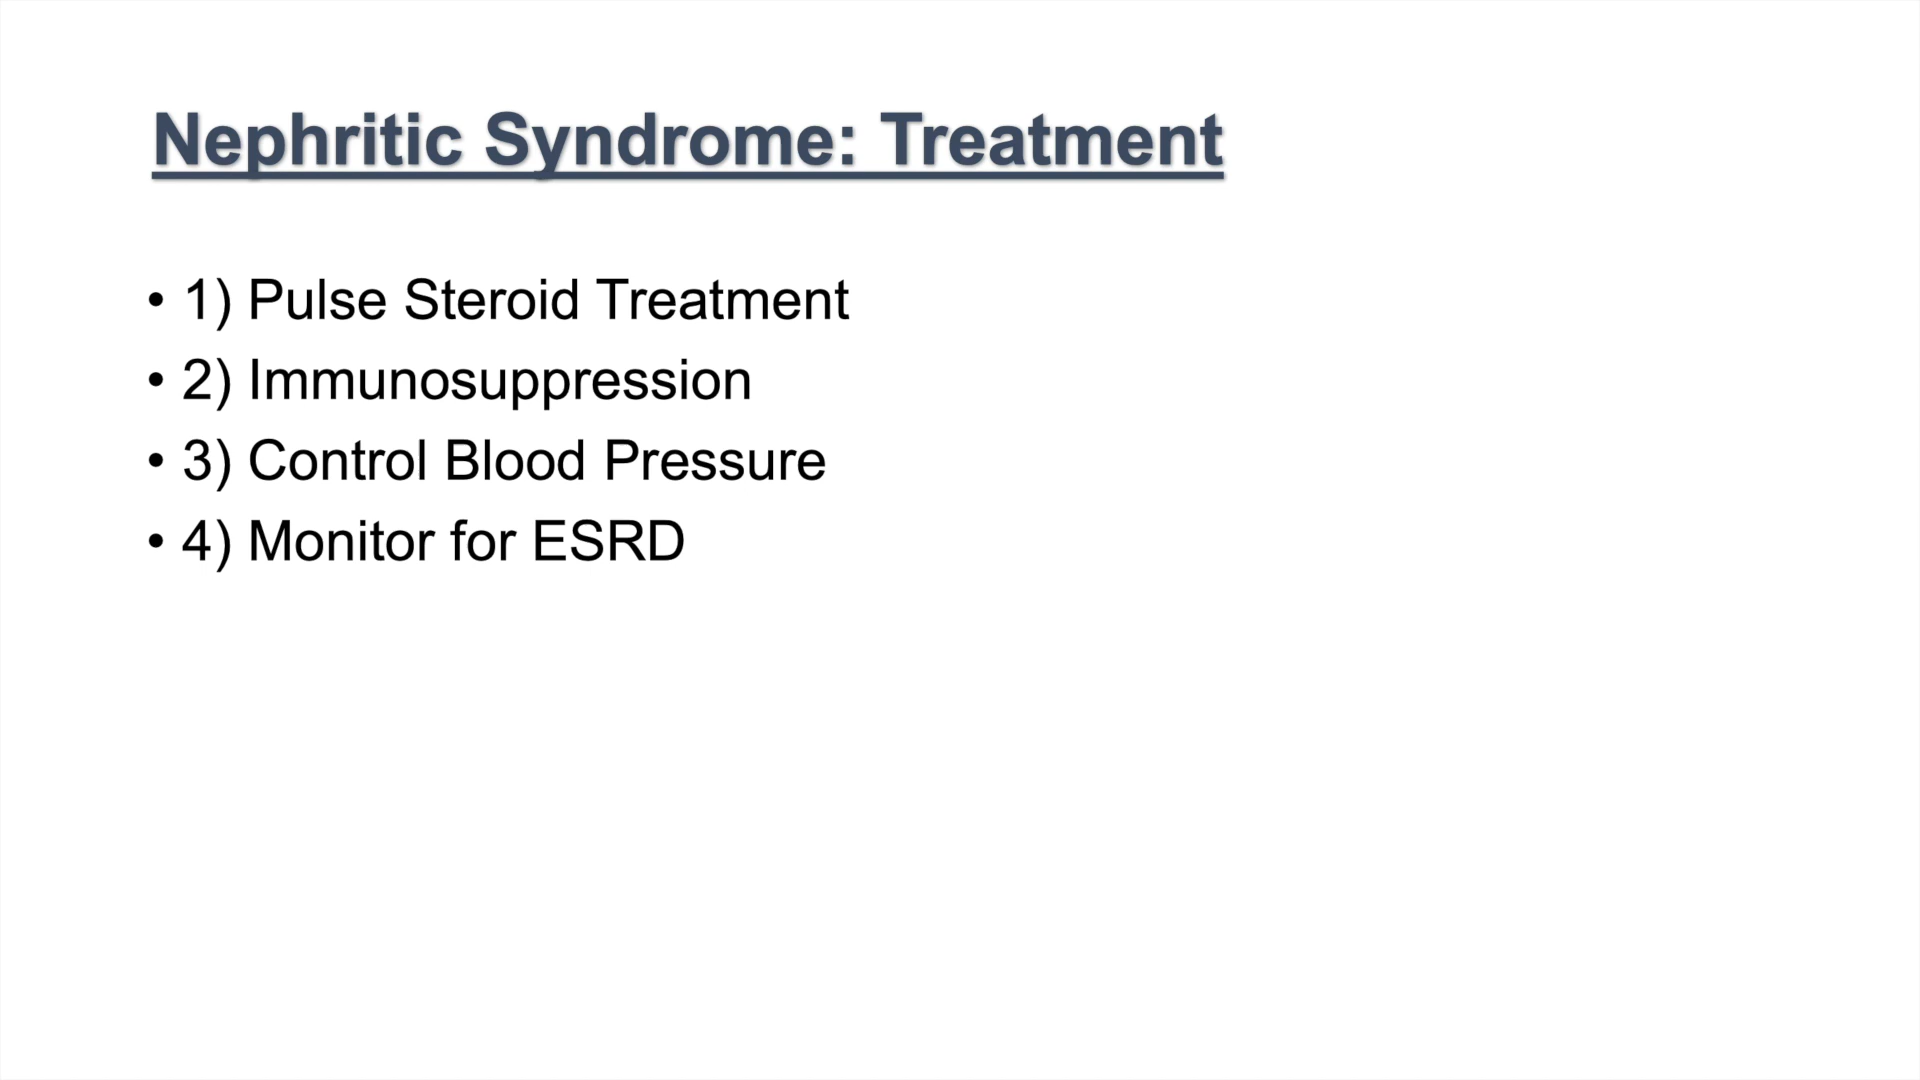 Nephritic Syndrome: Treatment
• 1) Pulse Steroid Treatment
• 2) Immunosuppression
• 3) Control Blood Pressure
• 4) Monitor for ESRD